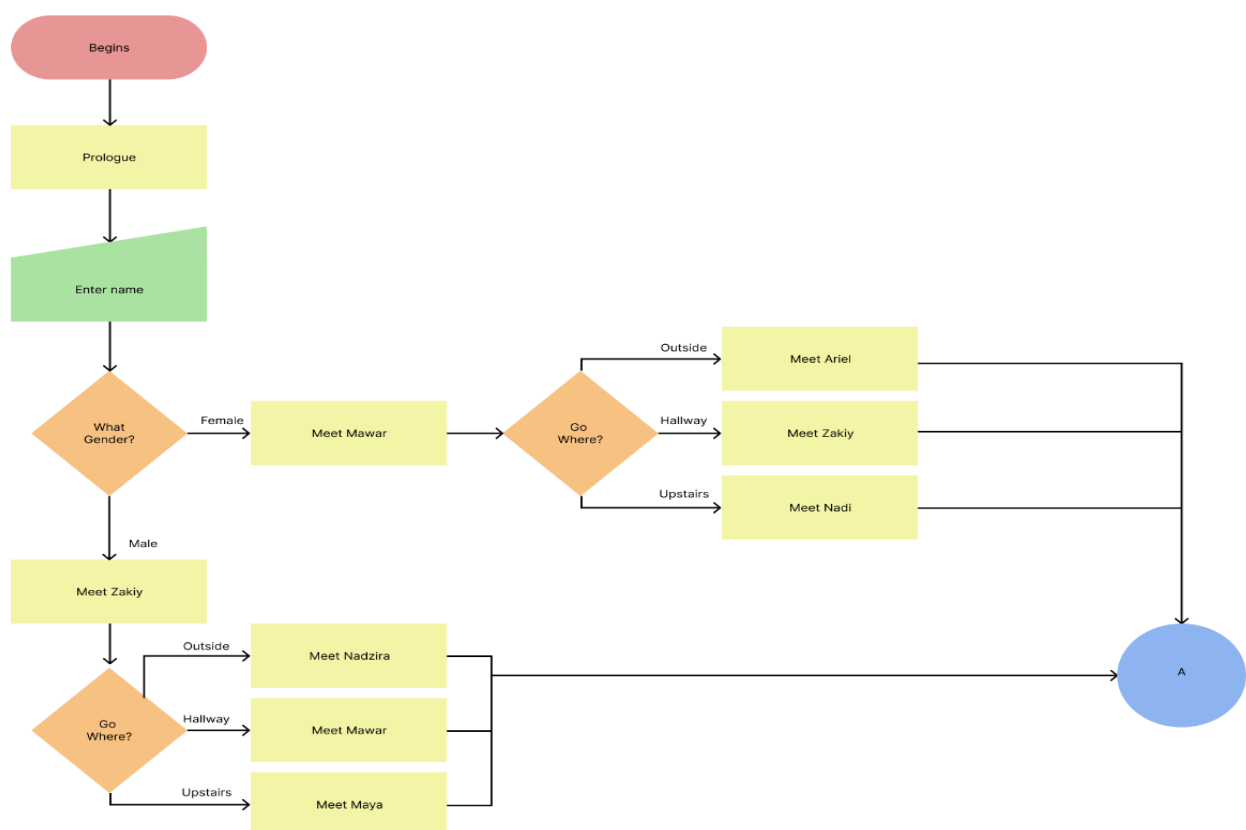 Begins
Prologue
Enter name
What
Gender?
Female
Meet Mawar
Go
Where?
Outside
Meet Ariel
Hallway
Meet Zakiy
Upstairs
Meet Nadi
Male
Meet Zakiy
Go
Where?
Outside
Meet Nadzira
Hallway
Meet Mawar
Upstairs
Meet Maya
A